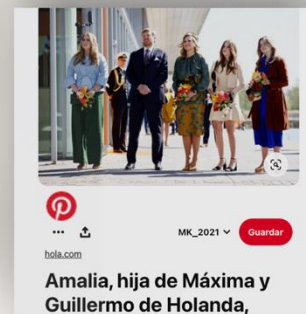 MK_2021
Guardar
hola.com
Amalia, hija de Máxima y
Guillermo de Holanda,